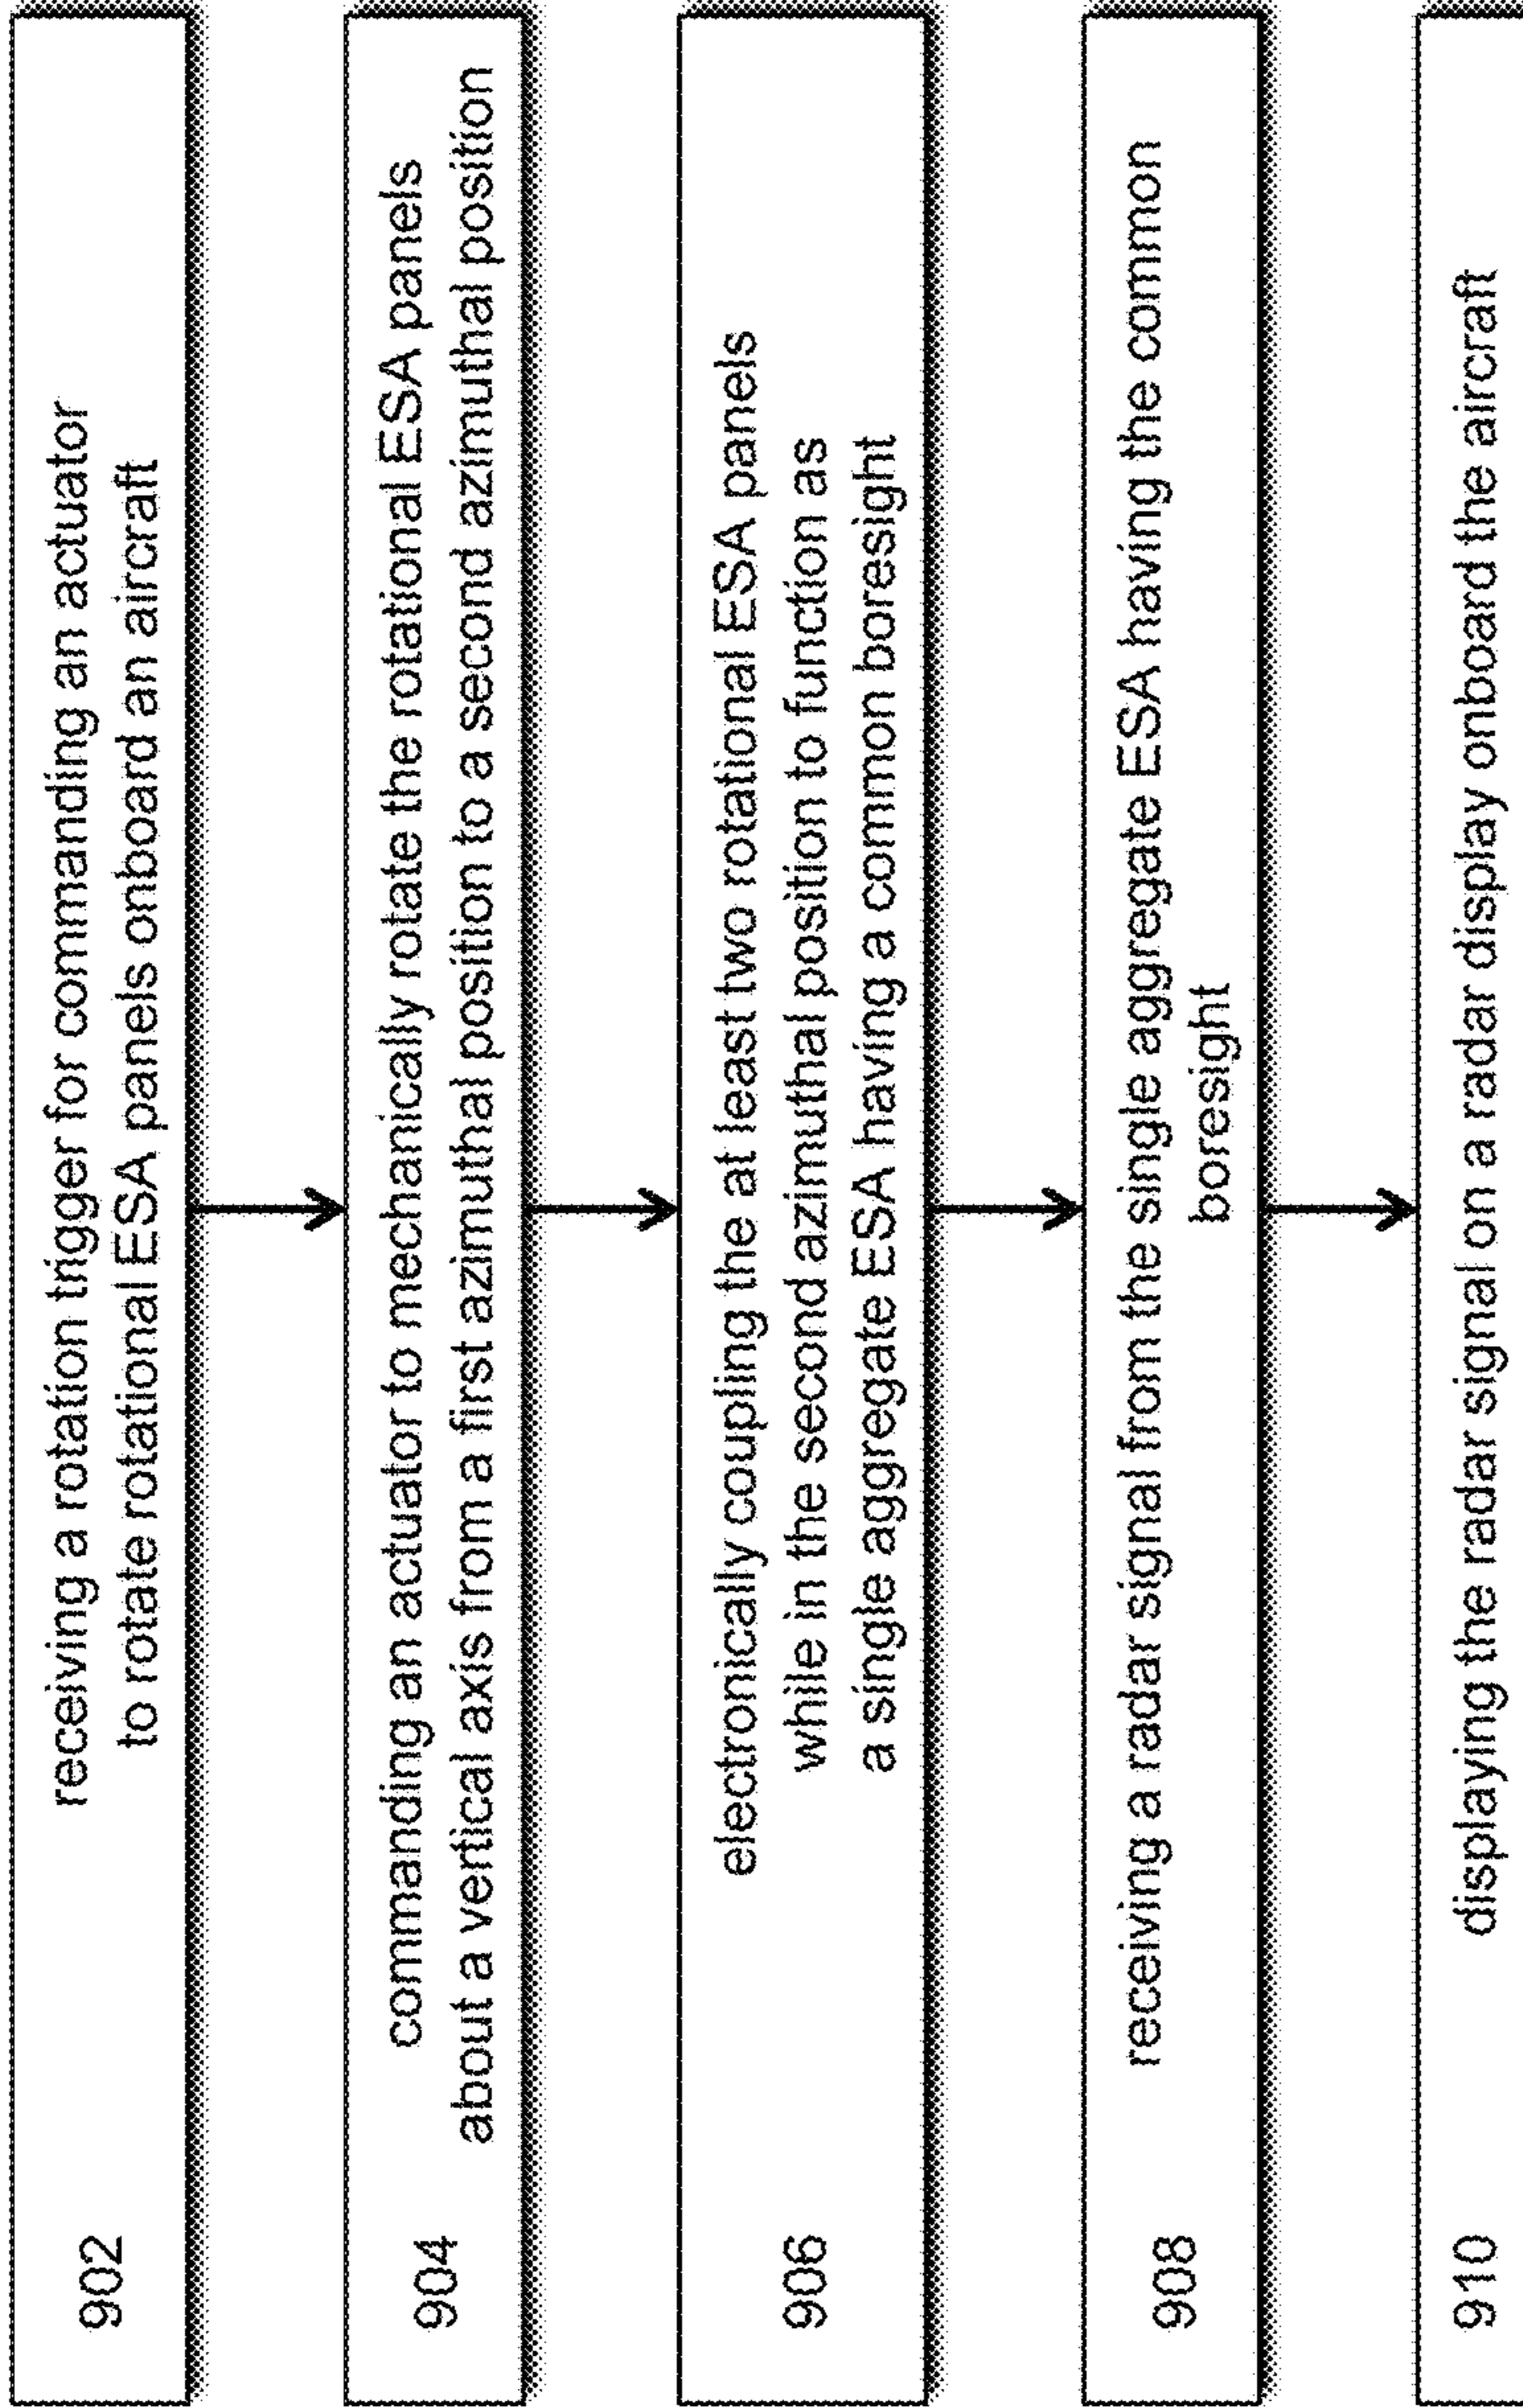 902
receiving a rotation trigger for commanding an actuator
to rotate rotational ESA panels onboard an aircraft
904
commanding an actuator to mechanically rotate the rotational ESA panels
about a vertical axis from a first azimuthal position to a second azimuthal position
906
electronically coupling the at least two rotational ESA panels
while in the second azimuthal position to function as
a single aggregate ESA having a common boresight
908
receiving a radar signal from the single aggregate ESA having the common
boresight
910
displaying the radar signal on a radar display onboard the aircraft